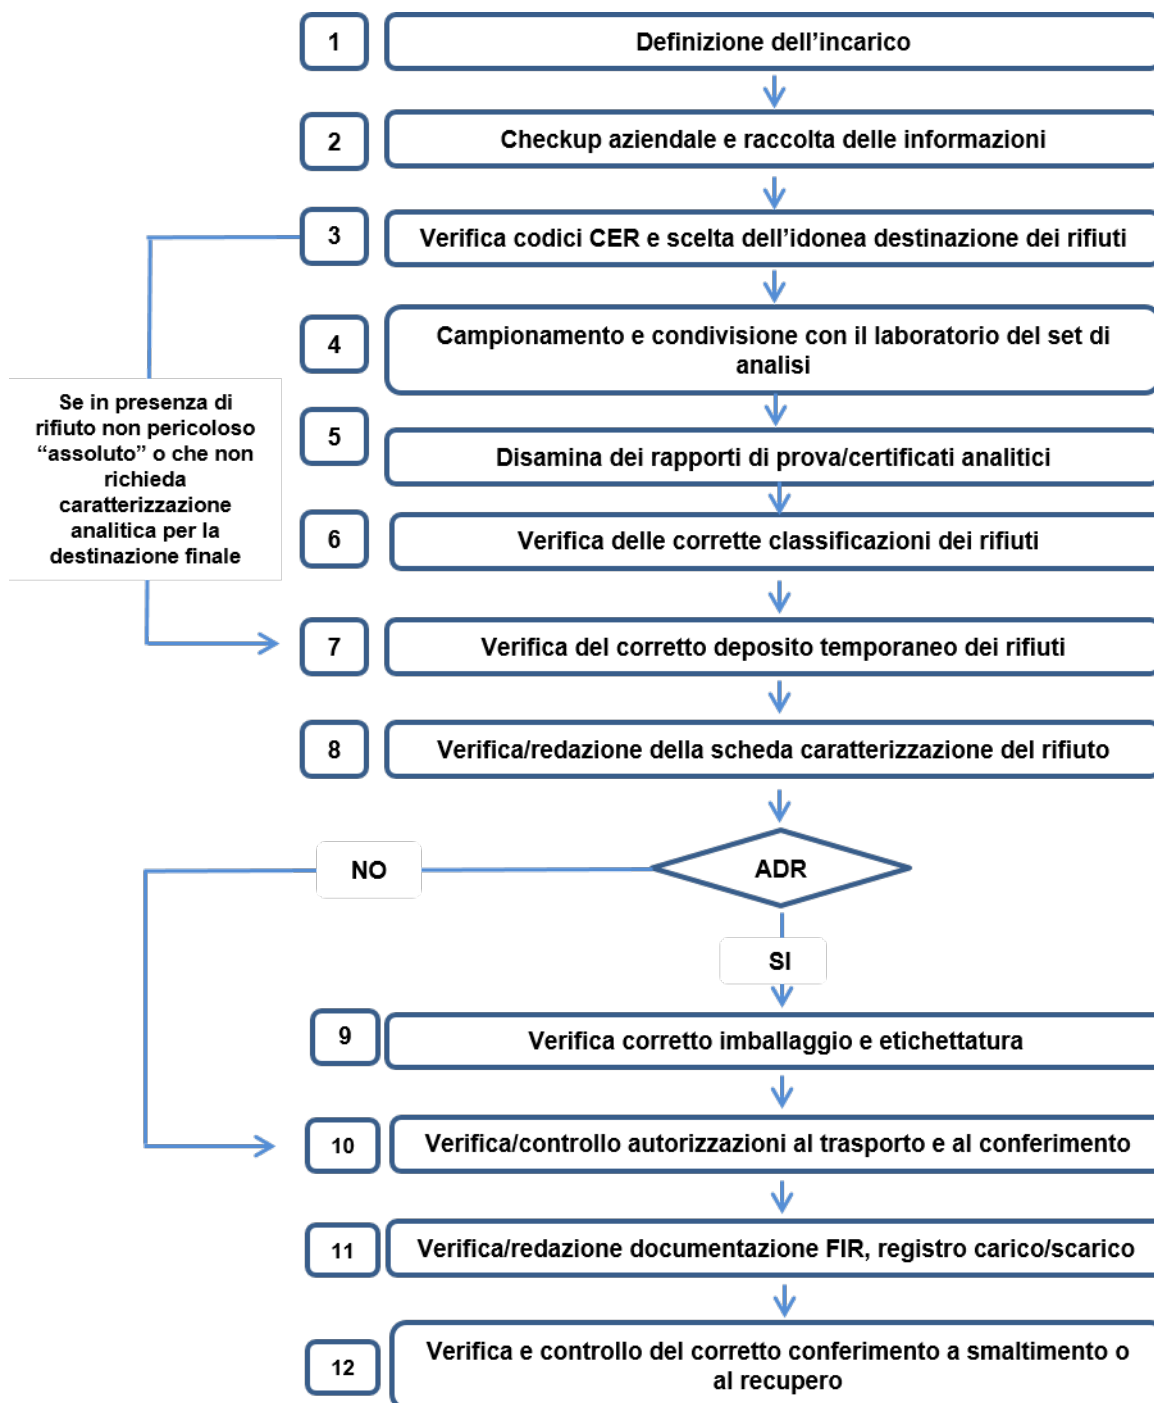 1
Definizione dell’incarico
2
Checkup aziendale e raccolta delle informazioni
3
Verifica codici CER e scelta dell’idonea destinazione dei rifiuti
4
Campionamento e condivisione con il laboratorio del set di
analisi
Se in presenza di
rifiuto non pericoloso
“assoluto” o che non
richieda
caratterizzazione
analitica per la
destinazione finale
5
Disamina dei rapporti di prova/certificati analitici
6
Verifica delle corrette classificazioni dei rifiuti
7
Verifica del corretto deposito temporaneo dei rifiuti
8
Verifica/redazione della scheda caratterizzazione del rifiuto
ADR
NO
SI
9
Verifica corretto imballaggio e etichettatura
10
Verifica/controllo autorizzazioni al trasporto e al conferimento
11
Verifica/redazione documentazione FIR, registro carico/scarico
12
Verifica e controllo del corretto conferimento a smaltimento o
al recupero